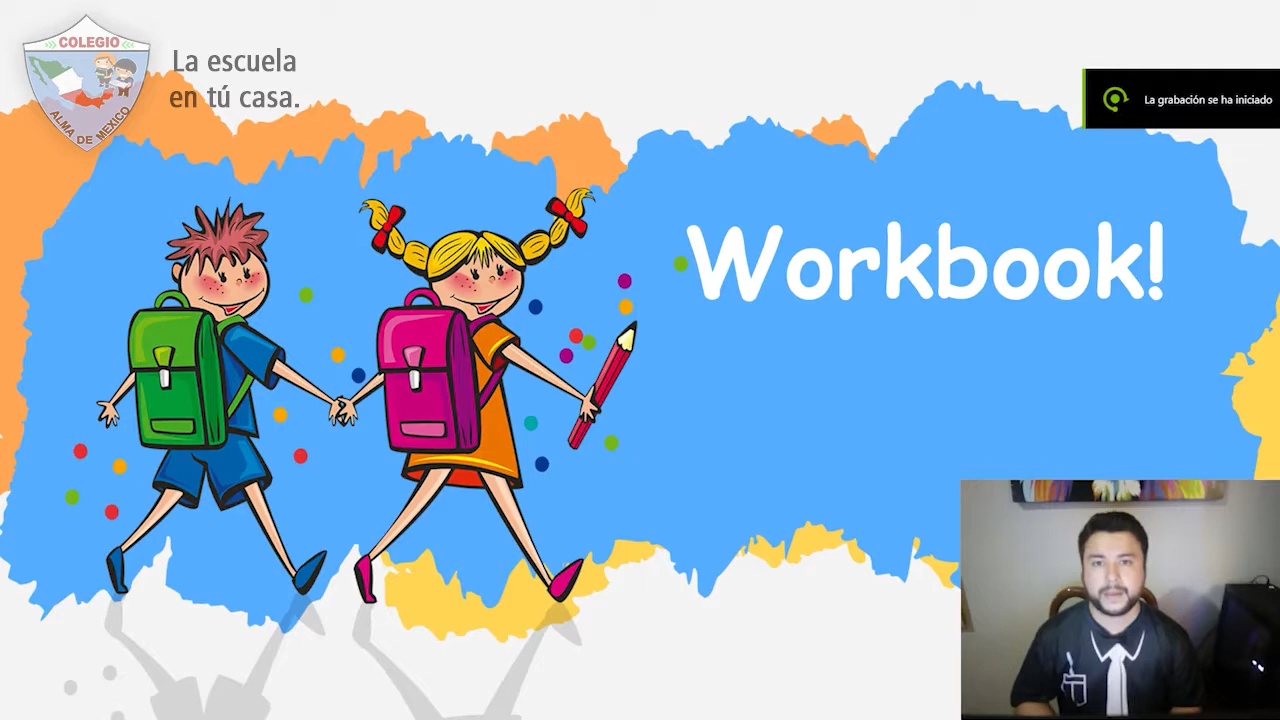 COLEGIO
ALMA DE MEXICO
La escuela
en tú casa.
La grabación se ha iniciado
Workbook!